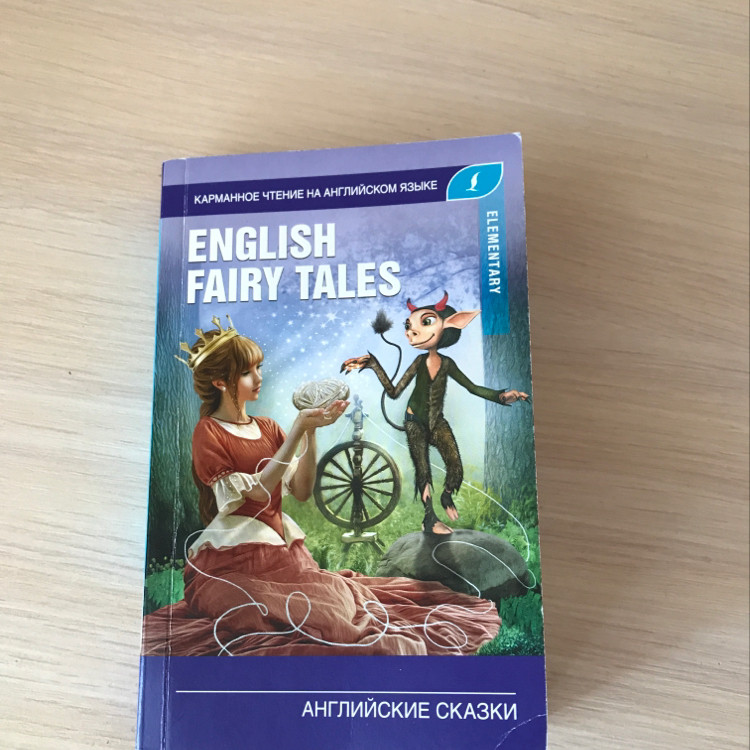 КАРМАННОЕ ЧТЕНИЕ НА АНГЛИЙСКОМ ЯЗЫКЕ
ENGLISH
FAIRY TALES
ELEMENTARY
АНГЛИЙСКИЕ СКАЗКИ